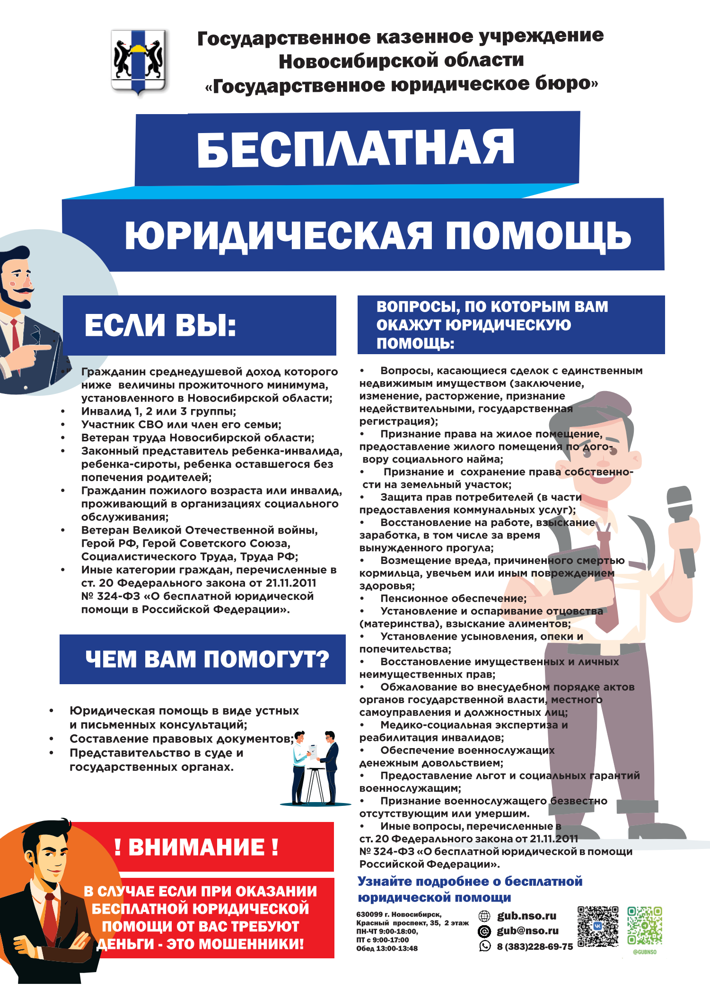 Государственное казенное учреждение
Новосибирской области
«Государственное юридическое бюро»
БЕСПЛАТНАЯ
ЮРИДИЧЕСКАЯ ПОМОЩЬ
ЕСЛИ ВЫ:
• Гражданин среднедушевой доход которого
ниже величины прожиточного минимума,
установленного в Новосибирской области;
• Инвалид 1, 2 или 3 группы;
• Участник СВО или член его семьи;
• Ветеран труда Новосибирской области;
• Законный представитель ребенка-инвалида,
ребенка-сироты, ребенка оставшегося без
попечения родителей;
• Гражданин пожилого возраста или инвалид,
проживающий в организациях социального
обслуживания;
• Ветеран Великой Отечественной войны,
Герой РФ, Герой Советского Союза,
Социалистического Труда, Труда РФ;
• Иные категории граждан, перечисленные в
ст. 20 Федерального закона от 21.11.2011
№ 324-ФЗ «О бесплатной юридической
помощи в Российской Федерации».
ЧЕМ ВАМ ПОМОГУТ?
• Юридическая помощь в виде устных
и письменных консультаций;
• Составление правовых документов;
• Представительство в суде и
государственных органах.
! ВНИМАНИЕ !
В СЛУЧАЕ ЕСЛИ ПРИ ОКАЗАНИИ
БЕСПЛАТНОЙ ЮРИДИЧЕСКОЙ
ПОМОЩИ ОТ ВАС ТРЕБУЮТ
ДЕНЬГИ - ЭТО МОШЕННИКИ!
ВОПРОСЫ, ПО КОТОРЫМ ВАМ
ОКАЖУТ ЮРИДИЧЕСКУЮ
ПОМОЩЬ:
• Вопросы, касающиеся сделок с единственным
недвижимым имуществом (заключение,
изменение, расторжение, признание
недействительными, государственная
регистрация);
• Признание права на жилое помещение,
предоставление жилого помещения по дого-
вору социального найма;
• Признание и сохранение права собственно-
сти на земельный участок;
• Защита прав потребителей (в части
предоставления коммунальных услуг);
• Восстановление на работе, взыскание
заработка, в том числе за время
вынужденного прогула;
• Возмещение вреда, причиненного смертью
кормильца, увечьем или иным повреждением
здоровья;
• Пенсионное обеспечение;
• Установление и оспаривание отцовства
(материнства), взыскание алиментов;
• Установление усыновления, опеки и
попечительства;
• Восстановление имущественных и личных
неимущественных прав;
• Обжалование во внесудебном порядке актов
органов государственной власти, местного
самоуправления и должностных лиц;
• Медико-социальная экспертиза и
реабилитация инвалидов;
• Обеспечение военнослужащих
денежным довольствием;
• Предоставление льгот и социальных гарантий
военнослужащим;
• Признание военнослужащего безвестно
отсутствующим или умершим.
• Иные вопросы, перечисленные в
ст. 20 Федерального закона от 21.11.2011
№ 324-ФЗ «О бесплатной юридической в помощи
Российской Федерации».
Узнайте подробнее о бесплатной
юридической помощи
630099 г. Новосибирск,
Красный проспект, 35, 2 этаж
ПН-ЧТ 9:00-18:00,
ПТ с 9:00-17:00
Обед 13:00-13:48
gub.nso.ru
gub@nso.ru
8 (383)228-69-75
@GUBNSO